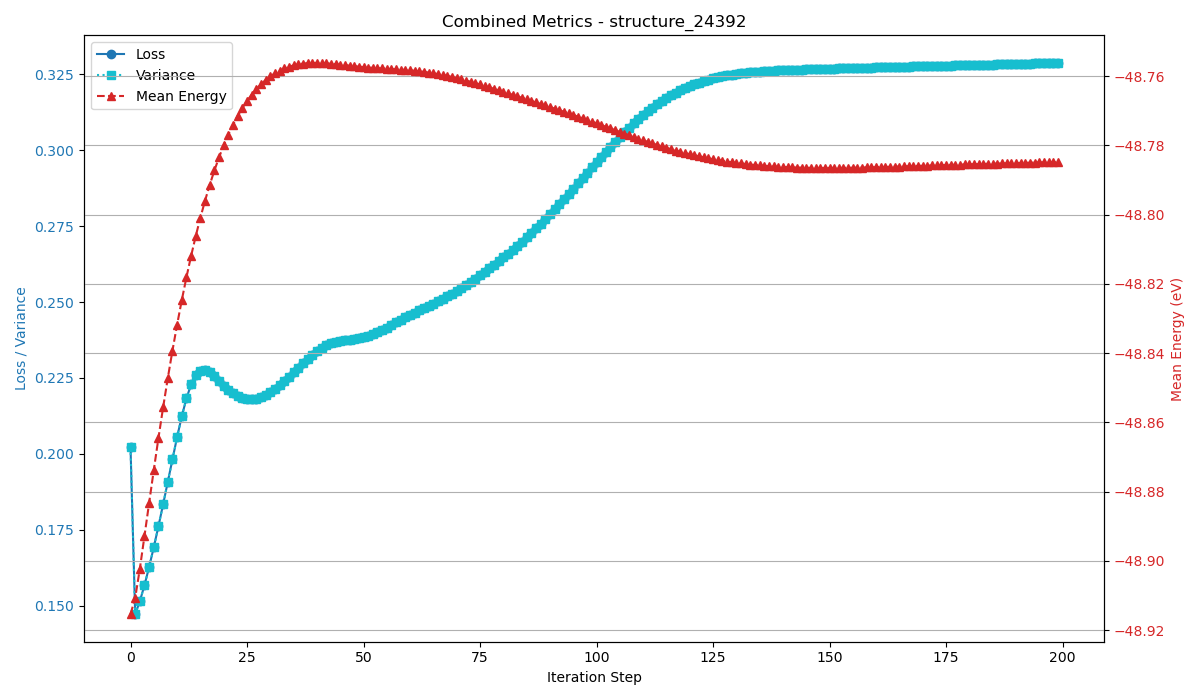 Combined Metrics - structure_24392
Loss
Variance
Mean Energy
0.325
0.300
0.275
0.250
0.225
0.200
0.175
0.150
Loss / Variance
−48.76
−48.78
−48.80
−48.82
−48.84
−48.86
−48.88
−48.90
−48.92
Mean Energy (eV)
0 25 50 75 100 125 150 175 200
Iteration Step